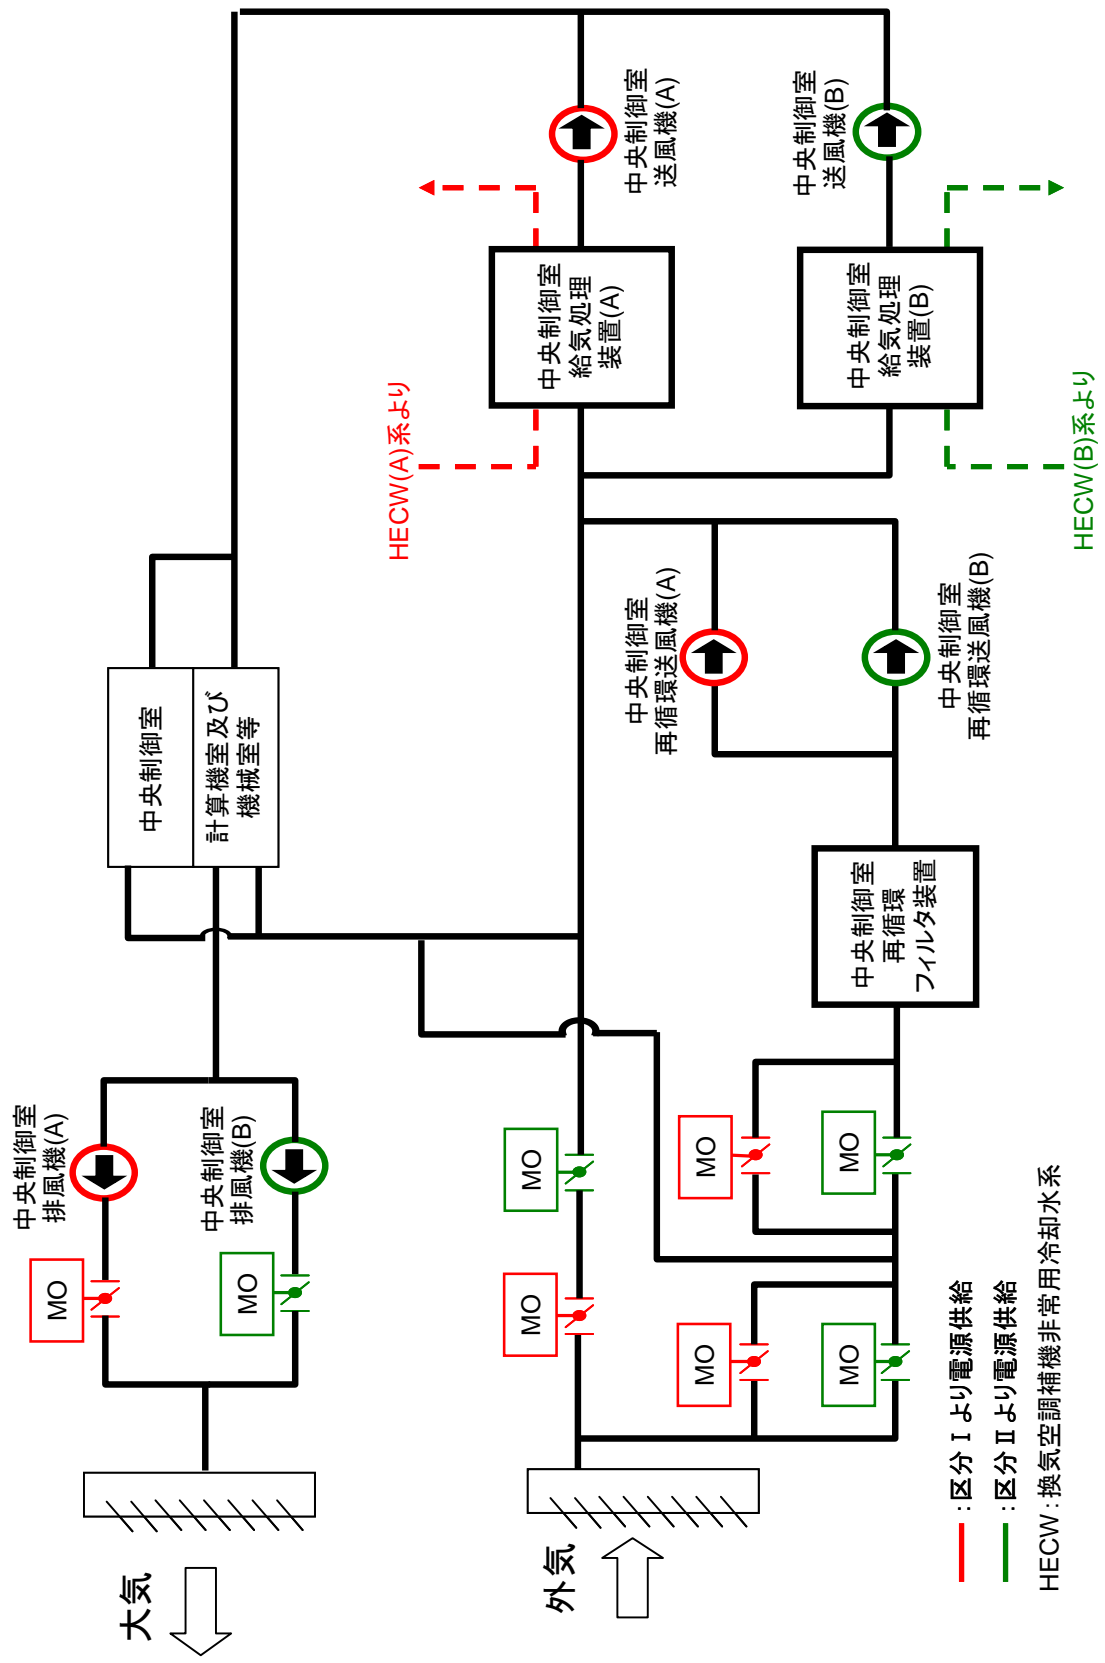 大気
外気
MO
MO
中央制御室
排風機(A)
中央制御室
排風機(B)
中央制御室
計算機室及び
機械室等
MO
MO
MO
MO
MO
MO
中央制御室
再循環
フィルタ装置
中央制御室
再循環送風機(A)
中央制御室
再循環送風機(B)
HECW(A)系より
HECW(B)系より
中央制御室
給気処理
装置(A)
中央制御室
給気処理
装置(B)
中央制御室
送風機(A)
中央制御室
送風機(B)
:区分Ⅰより電源供給
:区分Ⅱより電源供給
HECW:換気空調補機非常用冷却水系